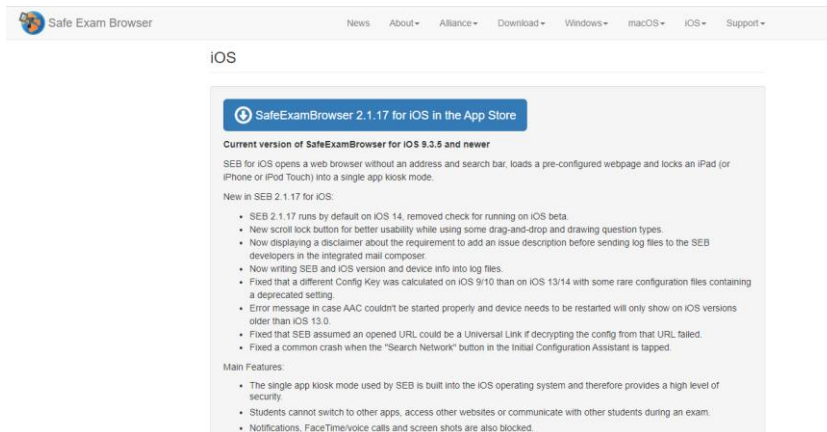 Safe Exam Browser
News About Alliance Download Windows macOS iOS Support
iOS
SafeExamBrowser 2.1.17 for iOS in the App Store
Current version of SafeExamBrowser for iOS 9.3.5 and newer
SEB for iOS opens a web browser without an address and search bar, loads a pre-configured webpage and locks an iPad (or
iPhone or iPod Touch) into a single app kiosk mode.
New in SEB 2.1.17 for iOS:
• SEB 2.1.17 runs by default on iOS 14, removed check for running on iOS beta.
• New scroll lock button for better usability while using some drag-and-drop and drawing question types.
• Now displaying a disclaimer about the requirement to add an issue description before sending log files to the SEB
developers in the integrated mail composer.
• Now writing SEB and iOS version and device info into log files.
• Fixed that a different Config Key was calculated on iOS 9/10 than on iOS 13/14 with some rare configuration files containing
a deprecated setting.
• Error message in case AAC couldn't be started properly and device needs to be restarted will only show on iOS versions
older than iOS 13.0.
• Fixed that SEB assumed an opened URL could be a Universal Link if decrypting the config from that URL failed.
• Fixed a common crash when the "Search Network" button in the Initial Configuration Assistant is tapped.
Main Features:
• The single app kiosk mode used by SEB is built into the iOS operating system and therefore provides a high level of
security.
• Students cannot switch to other apps, access other websites or communicate with other students during an exam.
• Notifications, FaceTime/voice calls and screen shots are also blocked.